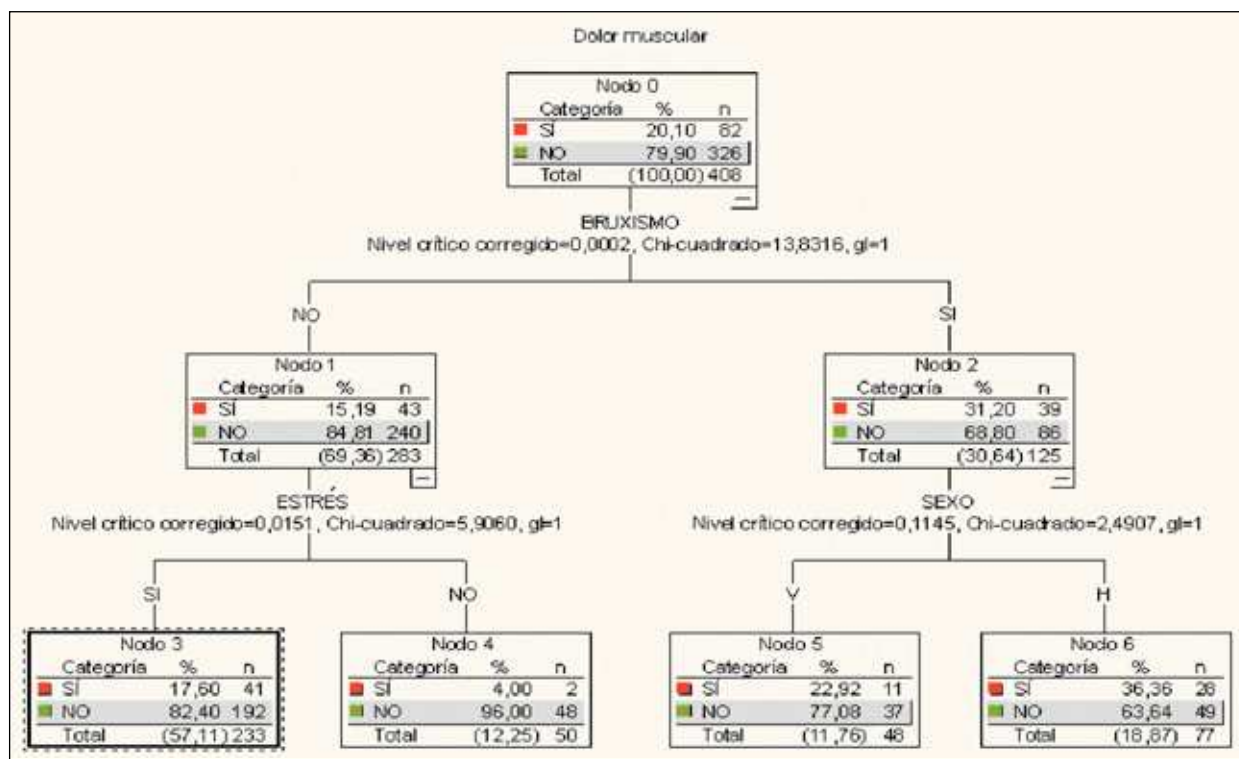 Dolor muscular
Nodo 0
Categoría % n
SÍ 20,10 82
NO 79,90 326
Total (100,00) 408
BRUXISMO
Nivel crítico corregido=0,0002, Chi-cuadrado=13,8316, gl=1
NO
SI
Nodo 1
Categoría % n
SÍ 15,19 43
NO 84,81 240
Total (69,36) 283
Nodo 2
Categoría % n
SÍ 31,20 39
NO 68,80 86
Total (30,64) 125
ESTRÉS
Nivel crítico corregido=0,0151, Chi-cuadrado=5,9060, gl=1
SEXO
Nivel crítico corregido=0,1145, Chi-cuadrado=2,4907, gl=1
SI
NO
V
H
Nodo 3
Categoría % n
SÍ 17,60 41
NO 82,40 192
Total (57,11) 233
Nodo 4
Categoría % n
SÍ 4,00 2
NO 96,00 48
Total (12,25) 50
Nodo 5
Categoría % n
SÍ 22,92 11
NO 77,08 37
Total (11,76) 48
Nodo 6
Categoría % n
SÍ 36,36 28
NO 63,64 49
Total (18,87) 77